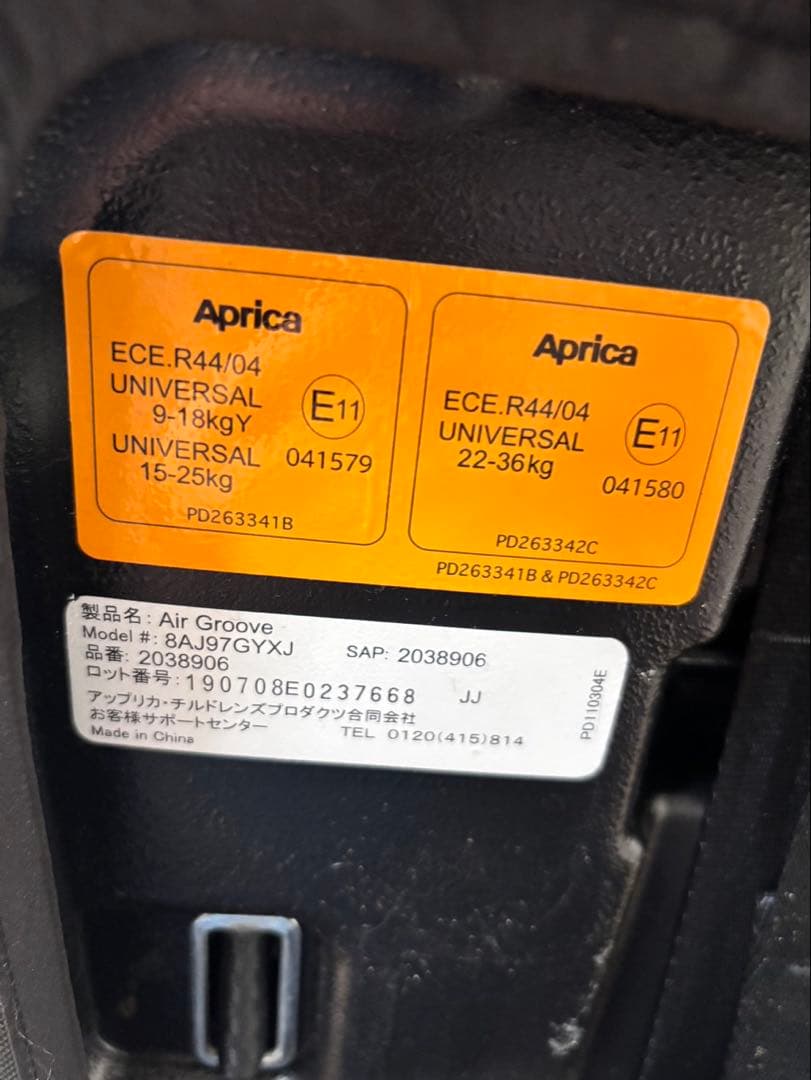 Aprica
ECE.R44/04
UNIVERSAL
9-18kgY
UNIVERSAL
15-25kg
E11
041579
PD263341B
Aprica
ECE.R44/04
UNIVERSAL
22-36kg
E11
041580
PD263342C
PD263341B & PD263342C
製品名: Air Groove
Model #: 8AJ97GYXJ SAP: 2038906
品番: 2038906
ロット番号:190708E0237668 JJ
アップリカ・チルドレンズプロダクツ合同会社
お客様サポートセンター TEL 0120(415)814
Made in China
PD110304E